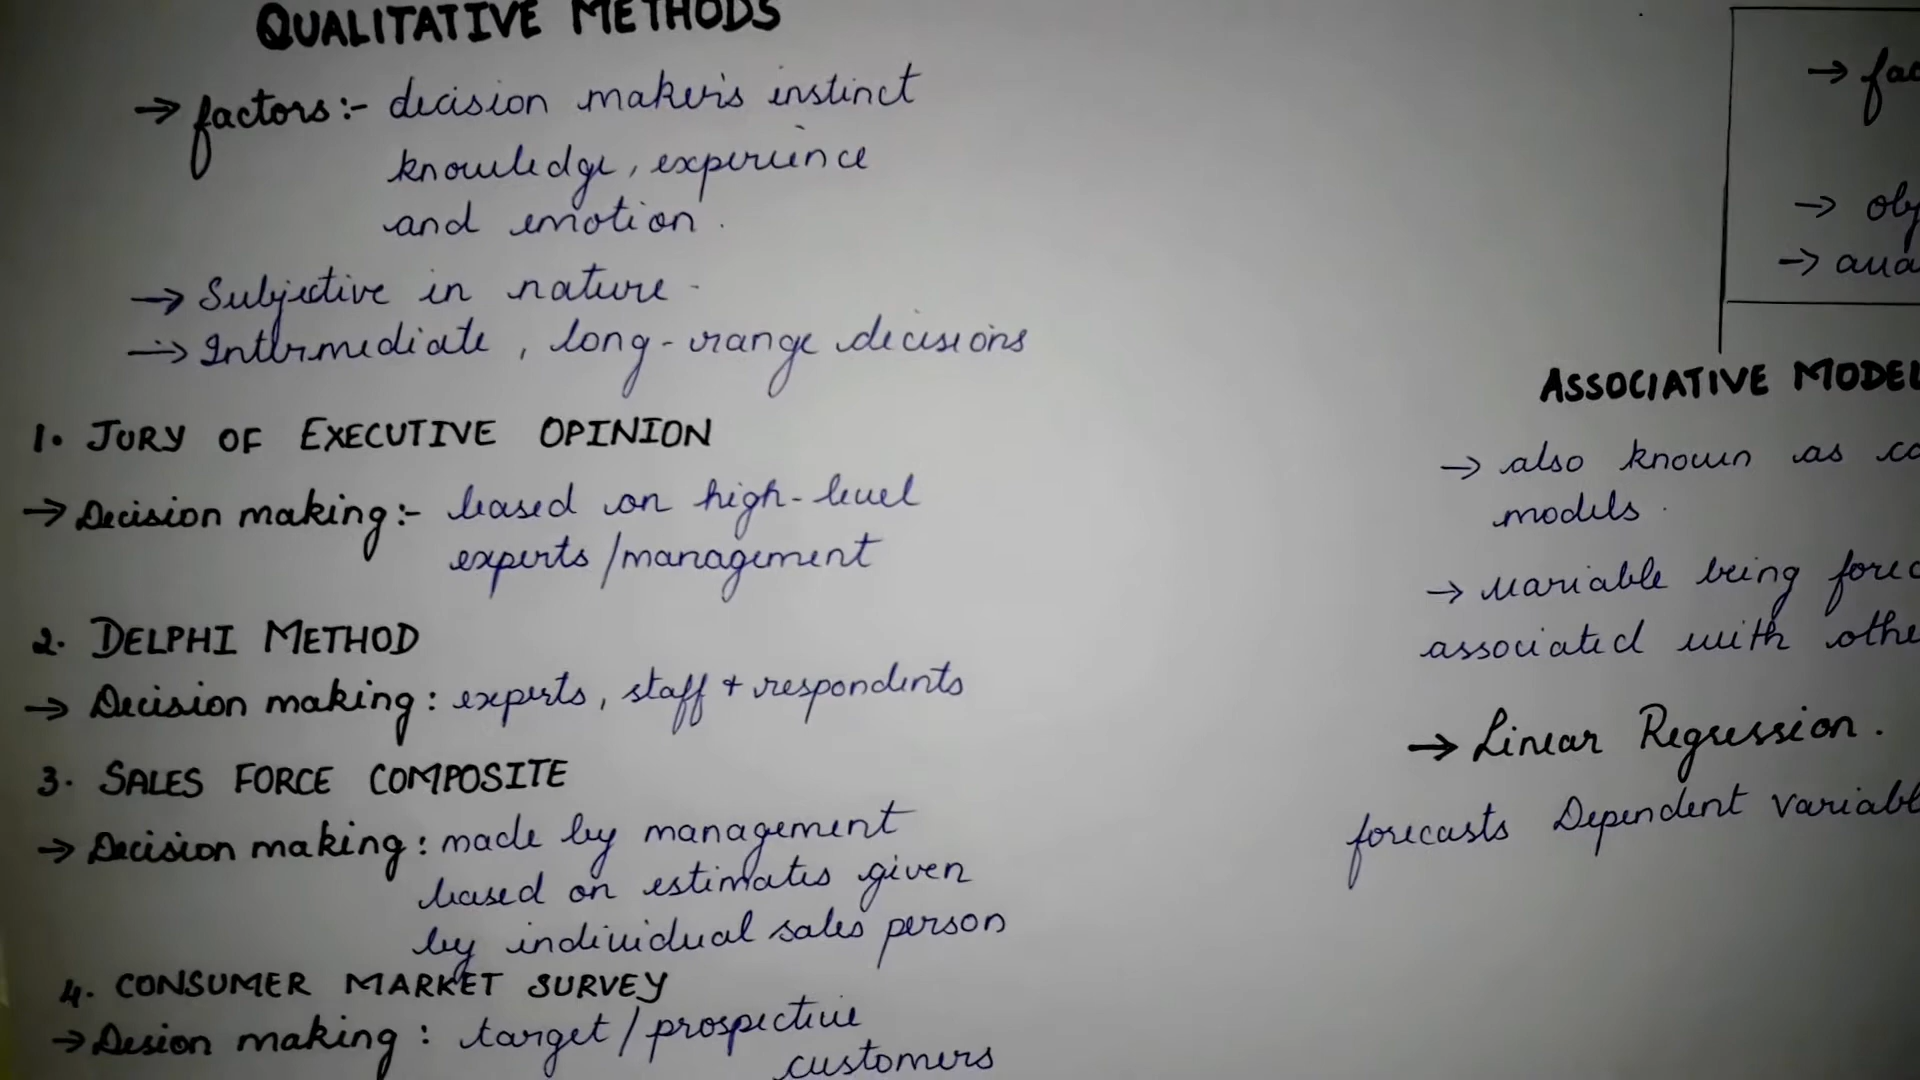 QUALITATIVE METHODS
→ factors:- decision maker's instinct
knowledge, experience
and emotion.
→ Subjective in nature.
→ Intermediate, long-range decisions
1. JURY OF EXECUTIVE OPINION
→ Decision making:- based on high-level
experts/management
2. DELPHI METHOD
→ Decision making: experts, staff + respondents
3. SALES FORCE COMPOSITE
→ Decision making: made by management
based on estimates given
by individual sales person
4. CONSUMER MARKET SURVEY
→ Desion making: target/prospective
customers
ASSOCIATIVE MODEL
→ also known as
models.
→ variable being
associated with
→ Linear Regression.
forecasts Dependent